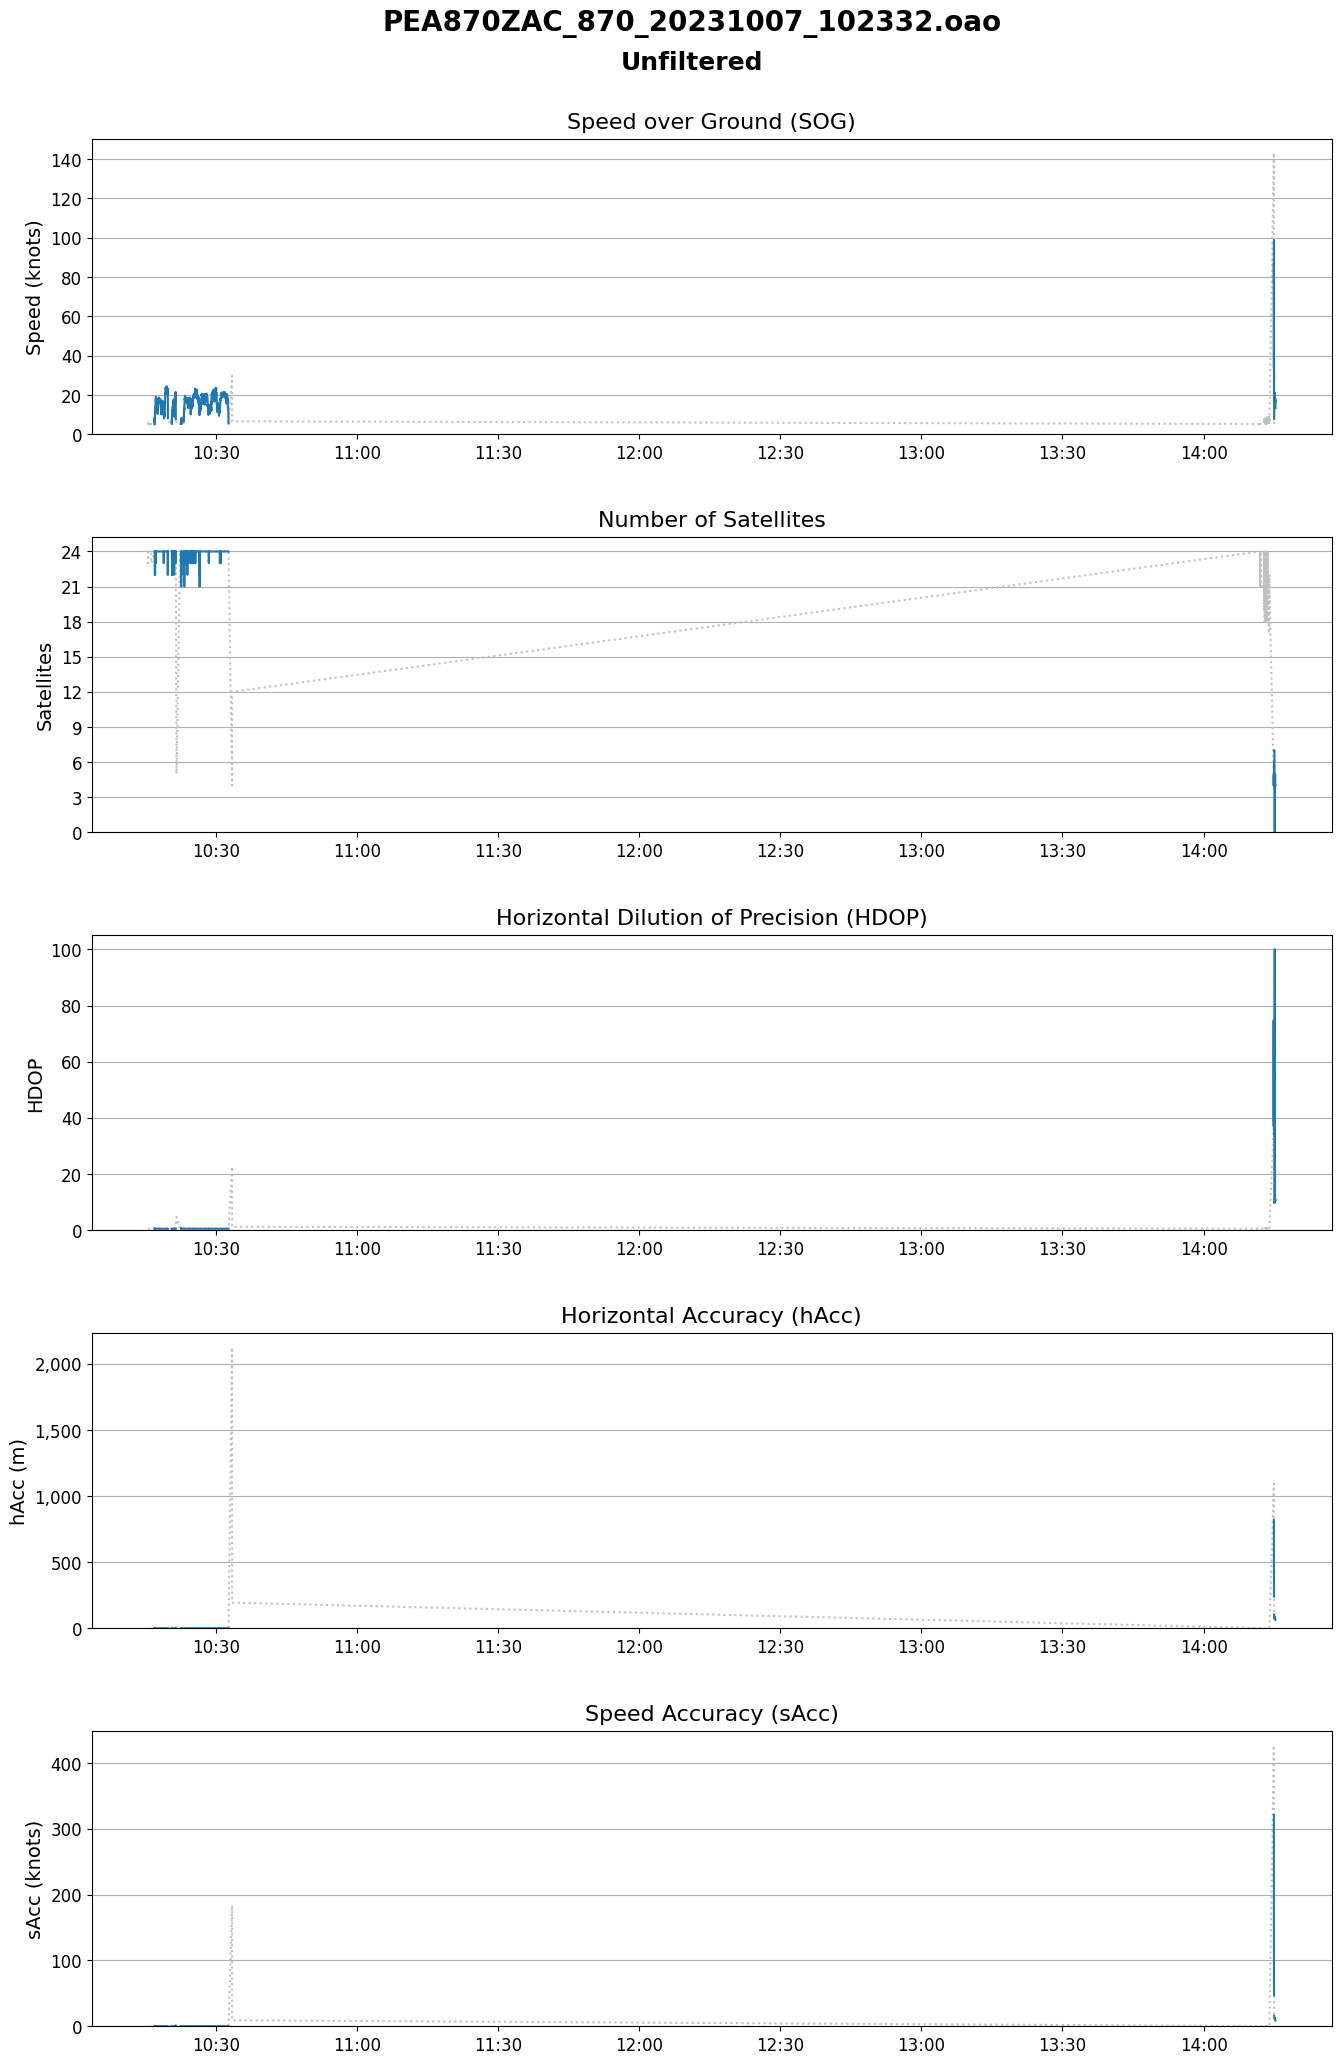 PEA870ZAC_870_20231007_102332.oao
Unfiltered
Speed over Ground (SOG)
Speed (knots)
140
120
100
80
60
40
20
0
10:30 11:00 11:30 12:00 12:30 13:00 13:30 14:00
Number of Satellites
Satellites
24
21
18
15
12
9
6
3
0
10:30 11:00 11:30 12:00 12:30 13:00 13:30 14:00
Horizontal Dilution of Precision (HDOP)
HDOP
100
80
60
40
20
0
10:30 11:00 11:30 12:00 12:30 13:00 13:30 14:00
Horizontal Accuracy (hAcc)
hAcc (m)
2,000
1,500
1,000
500
0
10:30 11:00 11:30 12:00 12:30 13:00 13:30 14:00
Speed Accuracy (sAcc)
sAcc (knots)
400
300
200
100
0
10:30 11:00 11:30 12:00 12:30 13:00 13:30 14:00